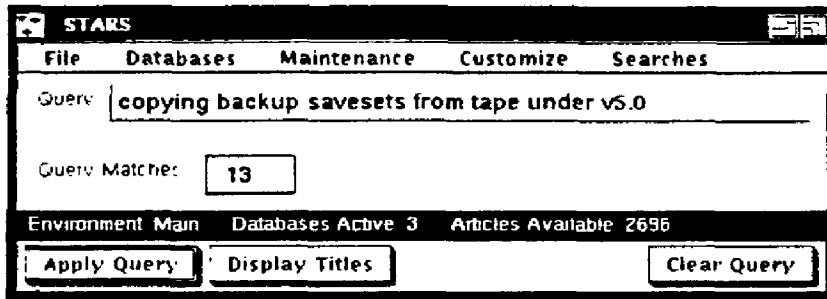 STARS
File Databases Maintenance Customize Searches
Query copying backup savesets from tape under v5.0
Query Matches 13
Environment Main Databases Active 3 Articles Available 2696
Apply Query Display Titles Clear Query